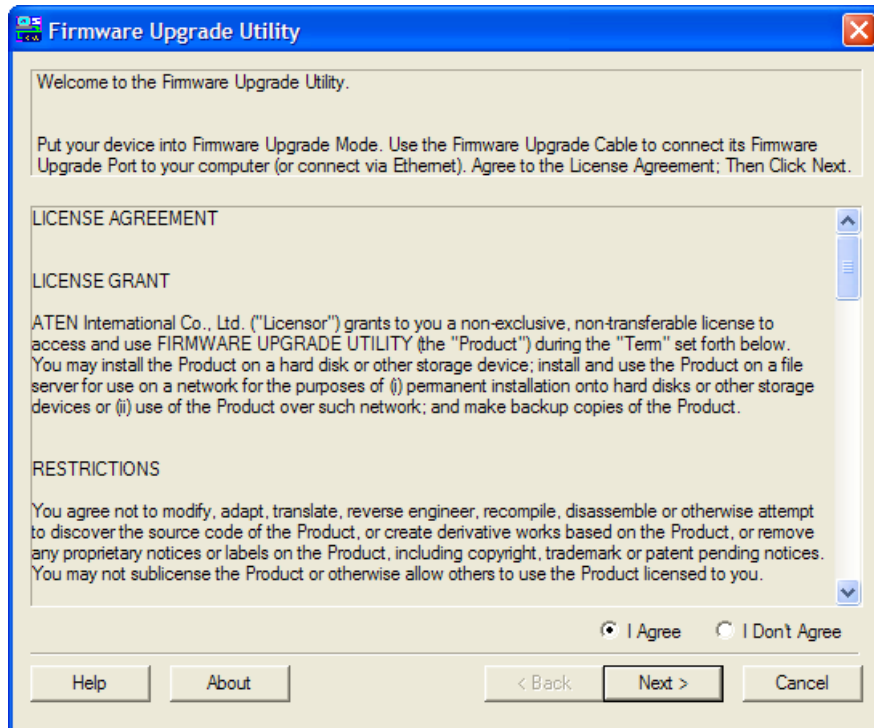 Firmware Upgrade Utility
Welcome to the Firmware Upgrade Utility.
Put your device into Firmware Upgrade Mode. Use the Firmware Upgrade Cable to connect its Firmware
Upgrade Port to your computer (or connect via Ethernet). Agree to the License Agreement; Then Click Next.
LICENSE AGREEMENT
LICENSE GRANT
ATEN International Co., Ltd. ("Licensor") grants to you a non-exclusive, non-transferable license to
access and use FIRMWARE UPGRADE UTILITY (the "Product") during the "Term" set forth below.
You may install the Product on a hard disk or other storage device; install and use the Product on a file
server for use on a network for the purposes of (i) permanent installation onto hard disks or other storage
devices or (ii) use of the Product over such network; and make backup copies of the Product.
RESTRICTIONS
You agree not to modify, adapt, translate, reverse engineer, recompile, disassemble or otherwise attempt
to discover the source code of the Product, or create derivative works based on the Product, or remove
any proprietary notices or labels on the Product, including copyright, trademark or patent pending notices.
You may not sublicense the Product or otherwise allow others to use the Product licensed to you.
I Agree I Don't Agree
Help About < Back Next > Cancel